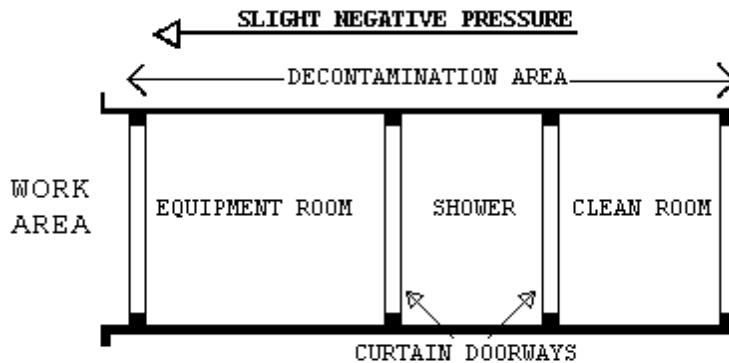 SLIGHT NEGATIVE PRESSURE
DECONTAMINATION AREA
WORK
AREA
EQUIPMENT ROOM
SHOWER
CLEAN ROOM
CURTAIN DOORWAYS